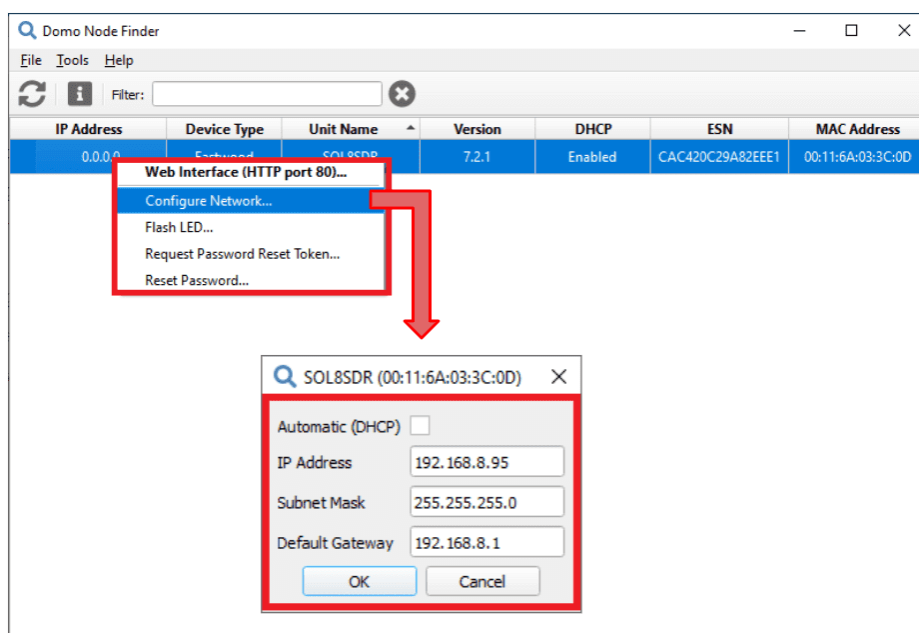 Domo Node Finder
File Tools Help
Filter:
IP Address Device Type Unit Name Version DHCP ESN MAC Address
0.0.0.0 Eastwood SOL8SDR 7.2.1 Enabled CAC420C29A82EEE1 00:11:6A:03:3C:0D
Web Interface (HTTP port 80)...
Configure Network...
Flash LED...
Request Password Reset Token...
Reset Password...
SOL8SDR (00:11:6A:03:3C:0D)
Automatic (DHCP)
IP Address 192.168.8.95
Subnet Mask 255.255.255.0
Default Gateway 192.168.8.1
OK Cancel